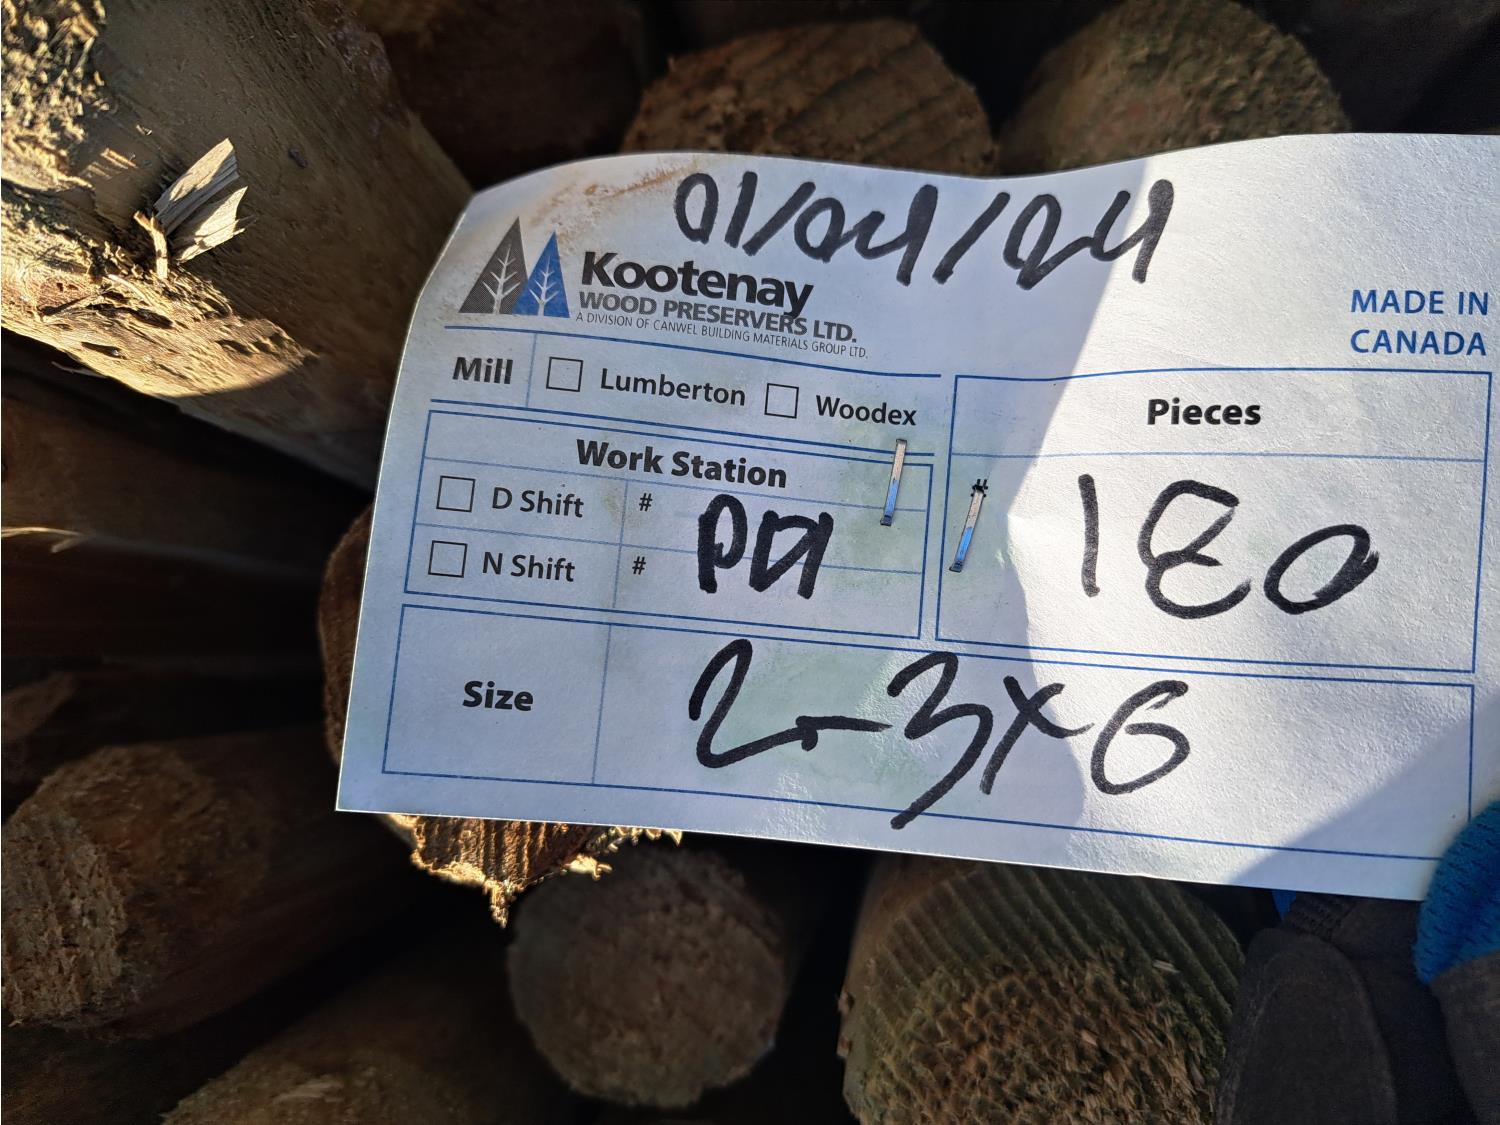 01/04/24
Kootenay
WOOD PRESERVERS LTD.
A DIVISION OF CANWEL BUILDING MATERIALS GROUP LTD.
MADE IN
CANADA
Mill Lumberton Woodex
Work Station
D Shift #
N Shift #
Pieces
# 180
Size 2-3x6